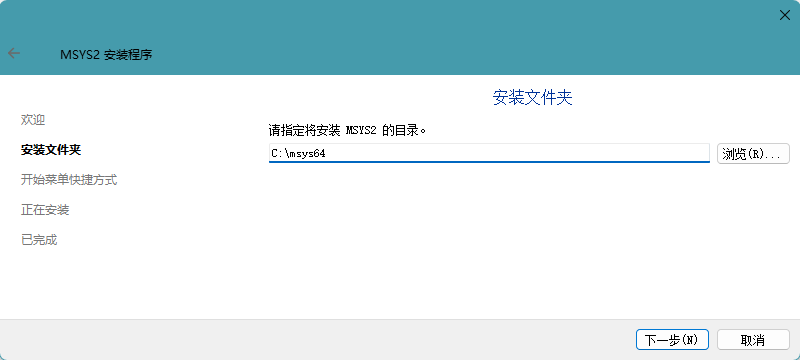 MSYS2 安装程序
安装文件夹
欢迎
安装文件夹
开始菜单快捷方式
正在安装
已完成
请指定将安装 MSYS2 的目录。
C:\msys64
浏览(R)...
下一步(N)
取消